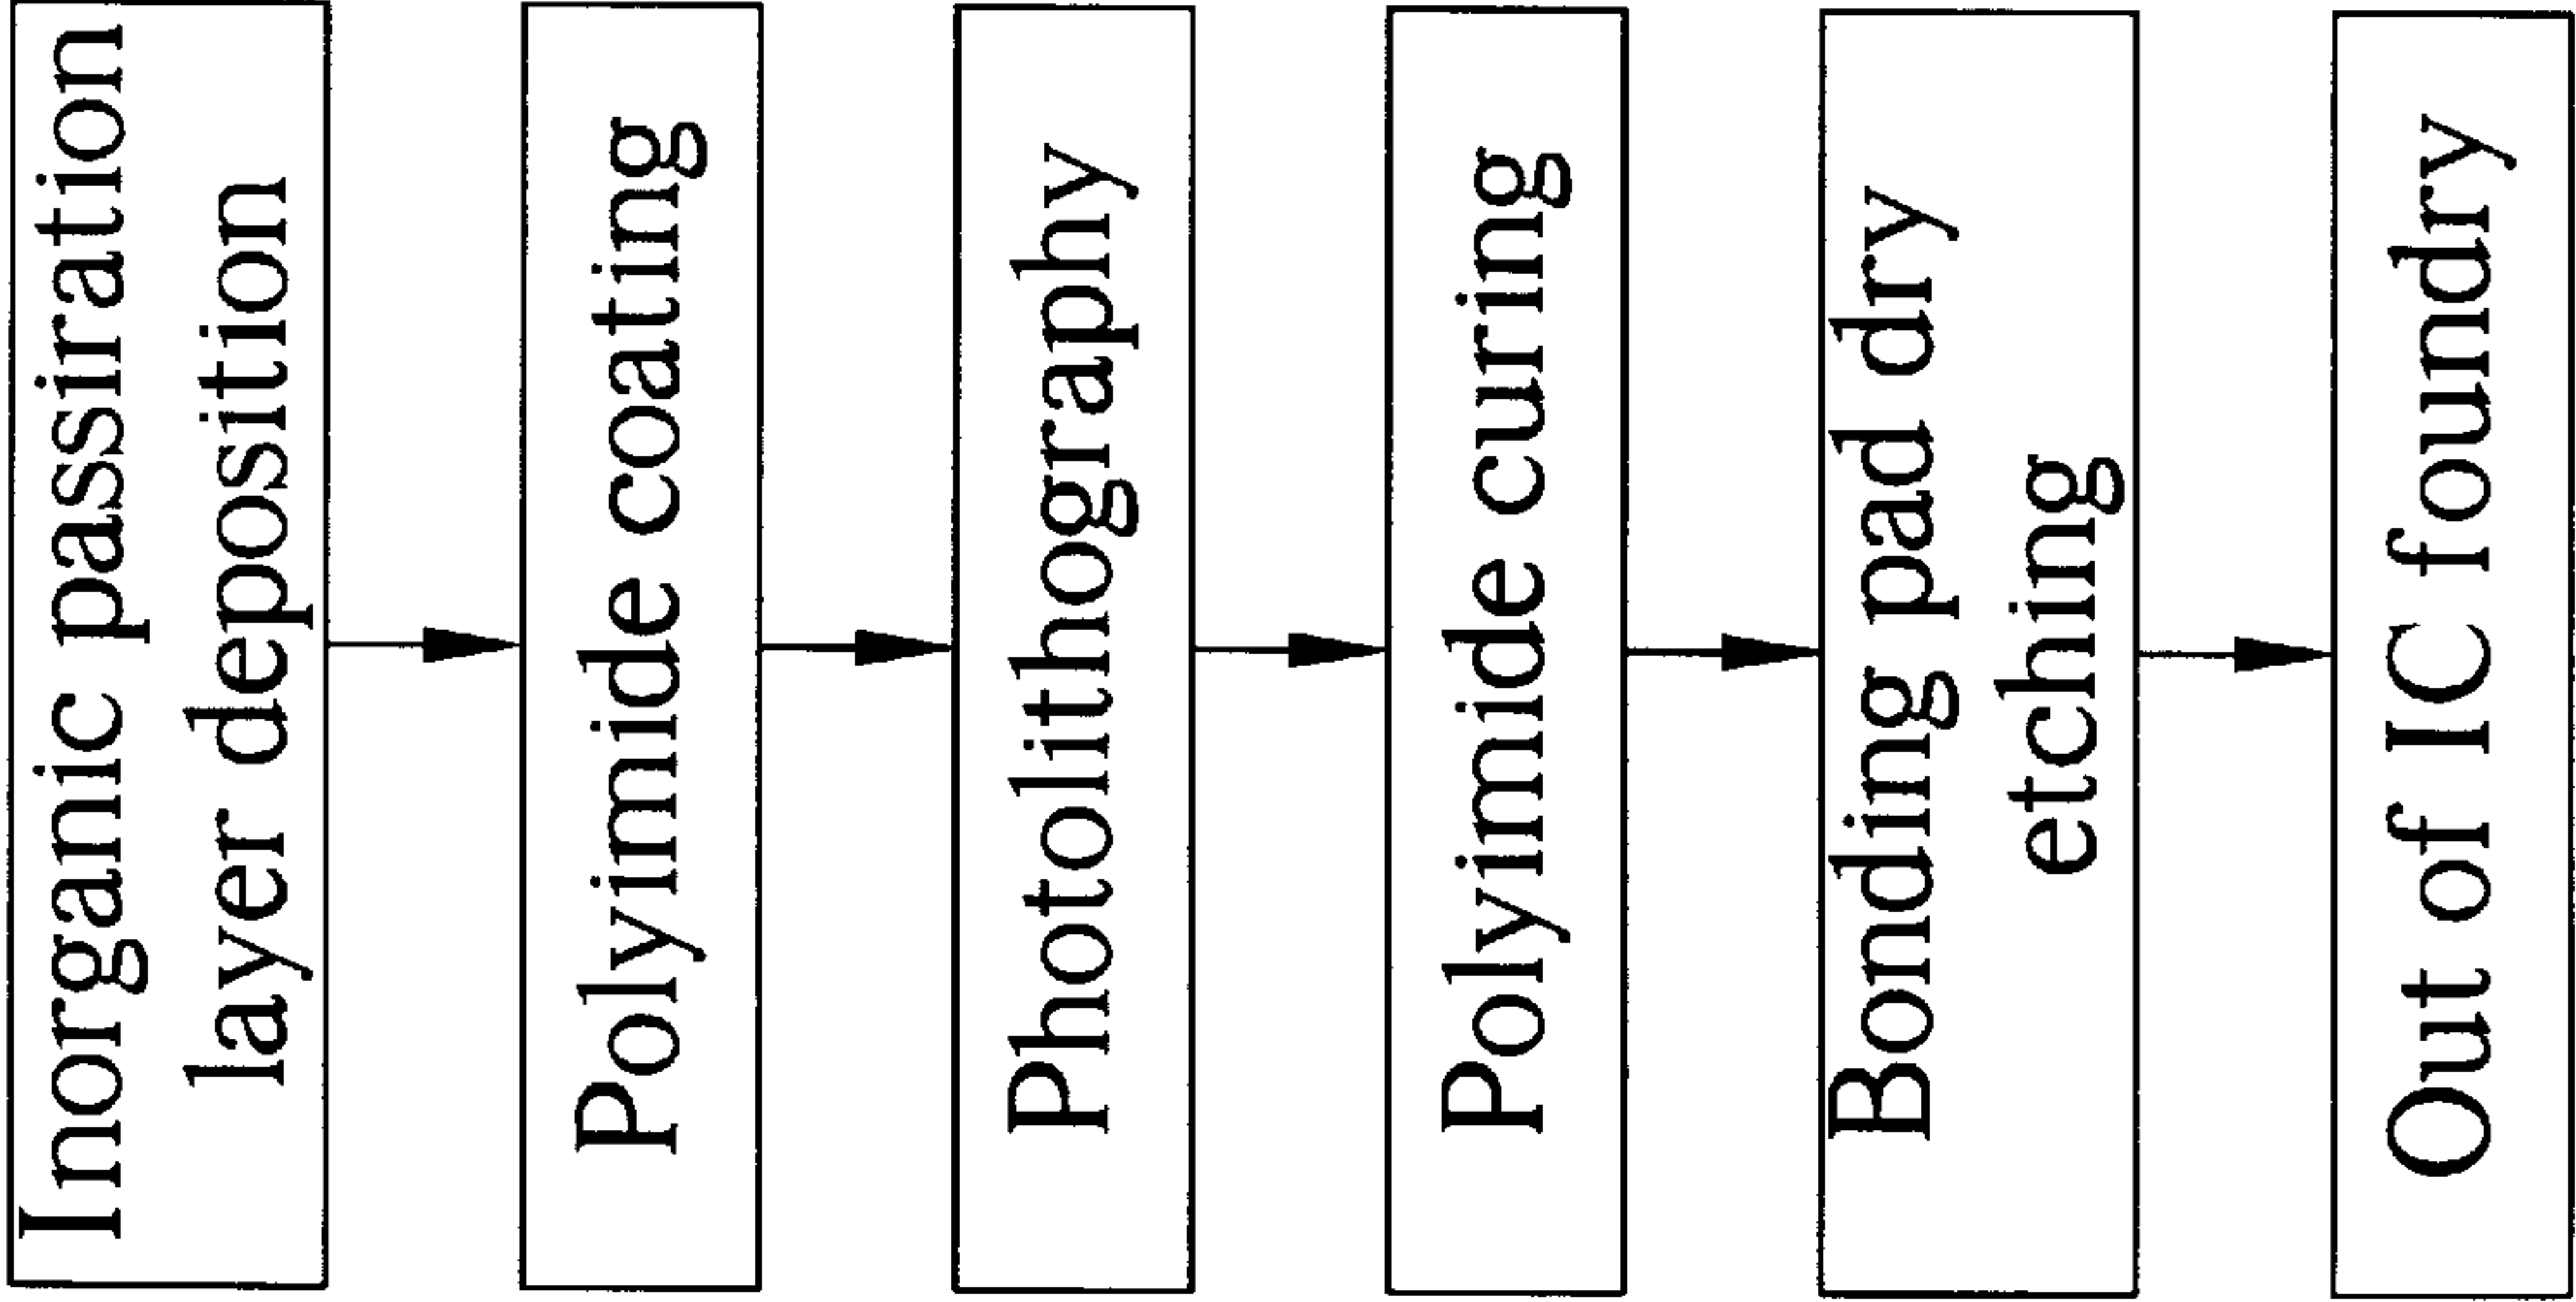 Inorganic passiration
layer deposition
Polyimide coating
Photolithography
Polyimide curing
Bonding pad dry
etching
Out of IC foundry